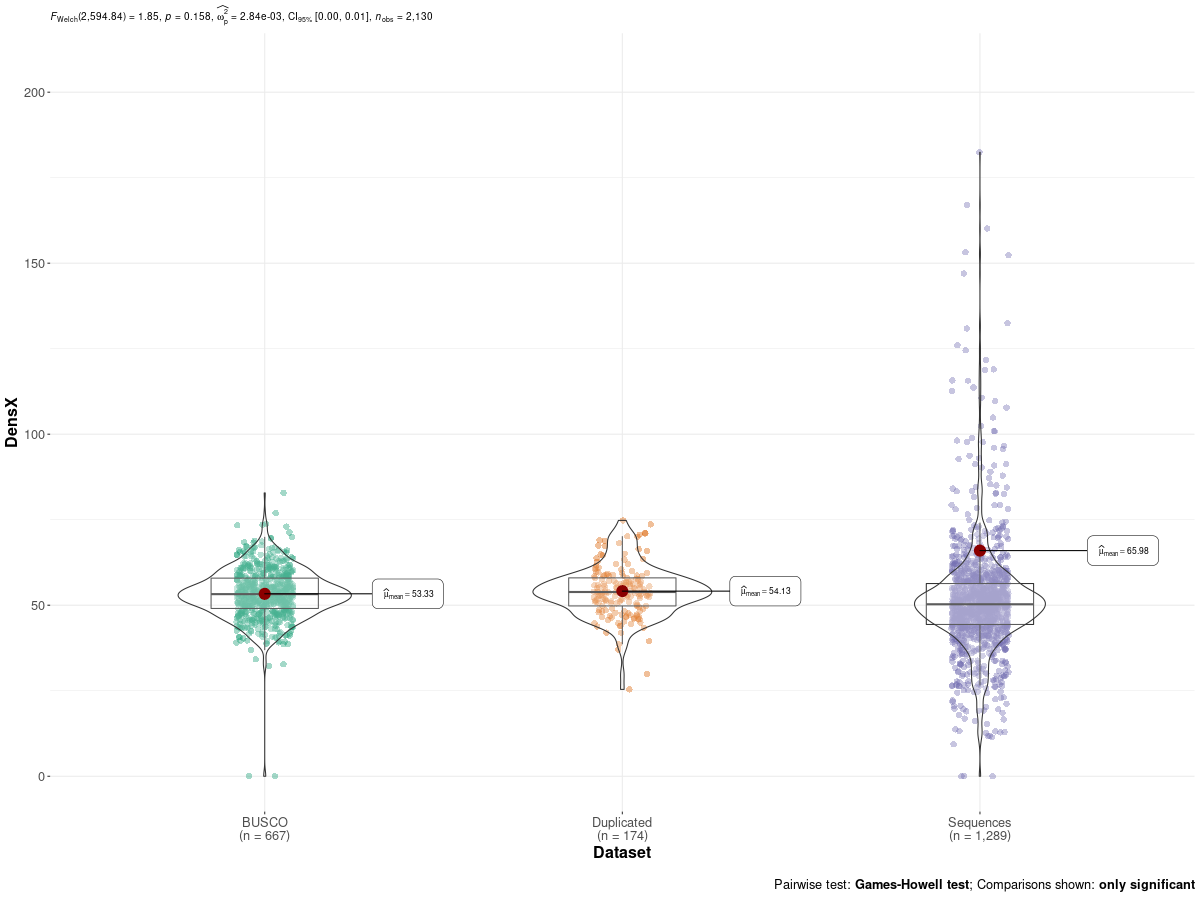 F_Welch(2,594.84) = 1.85, p = 0.158, ω̂²_p = 2.84e-03, CI_95% [0.00, 0.01], n_obs = 2,130
200
150
100
50
0
DensX
μ̂_mean = 53.33
μ̂_mean = 54.13
μ̂_mean = 65.98
BUSCO
(n = 667)
Duplicated
(n = 174)
Sequences
(n = 1,289)
Dataset
Pairwise test: Games-Howell test; Comparisons shown: only significant